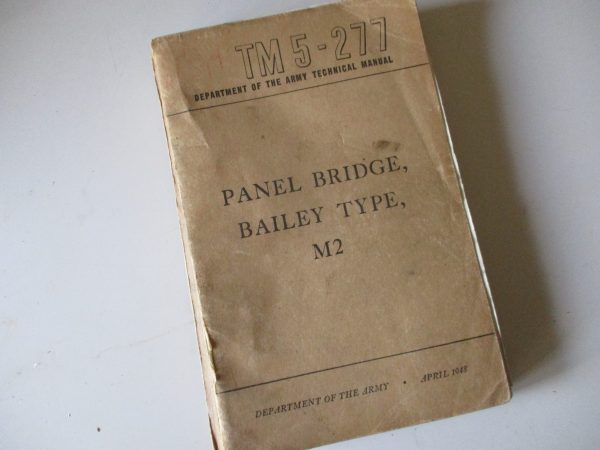 TM 5-277
DEPARTMENT OF THE ARMY TECHNICAL MANUAL
PANEL BRIDGE,
BAILEY TYPE,
M2
DEPARTMENT OF THE ARMY • APRIL 1948